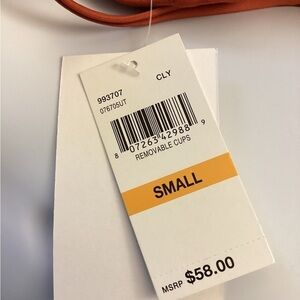 993707 CLY
076705UT
8 07263 42988 9
REMOVABLE CUPS
SMALL
MSRP $58.00